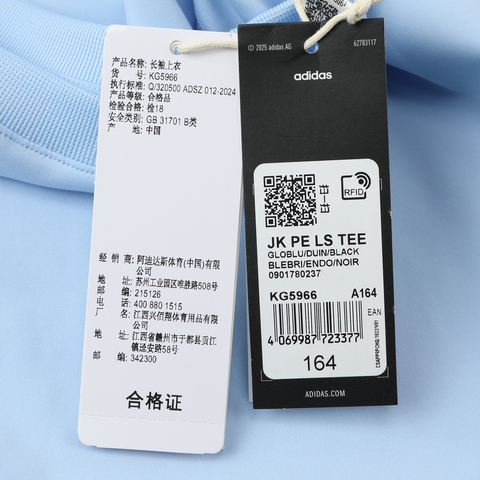 产品名称: 长袖上衣
货 号: KG5966
执行标准: Q/320500 ADSZ 012-2024
产品等级: 合格品
检验合格: 检18
安全类别: GB 31701 B类
产 地: 中国
经 销 商: 阿迪达斯体育(中国)有限
公司
地 址: 苏州工业园区唯胜路508号
邮 编: 215126
电 话: 400 880 1515
制 造 商: 江西兴佰翔体育用品有限
公司
地 址: 江西省赣州市于都县贡江
镇泾安路58号
邮 编: 342300
合格证
© 2025 adidas AG
62783117
adidas
RFID
JK PE LS TEE
GLOBLU/DUIN/BLACK
BLEBRI/ENDO/NOIR
0901780237
KG5966 A164
EAN
4 069987 723377
164
ADIDAS.COM